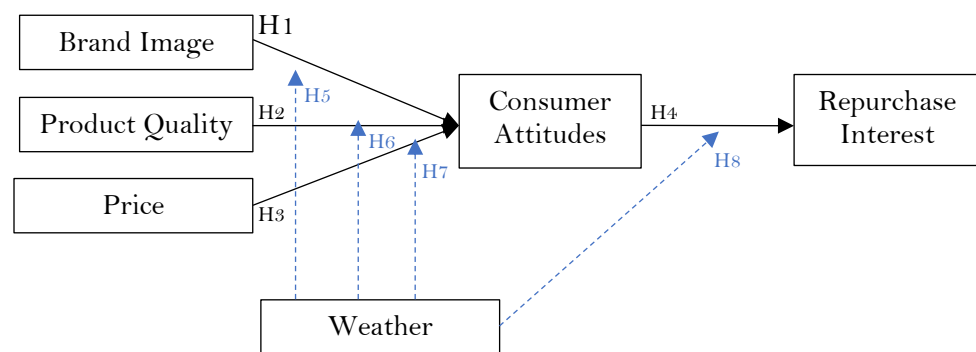 Brand Image
H1
H5
Product Quality
H2
H6
H7
Price
H3
Consumer
Attitudes
H4
Repurchase
Interest
H8
Weather